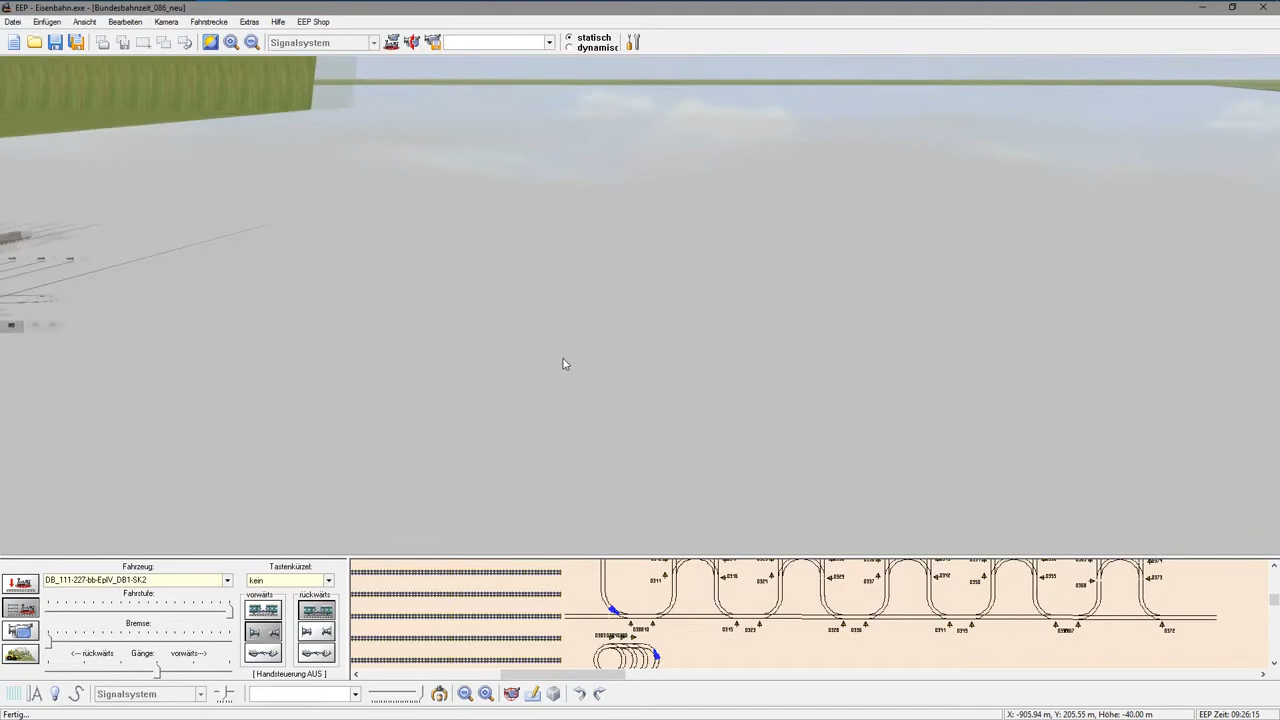 EEP - Eisenbahn.exe - [Bundesbahnzeit_086_neu]
Datei Einfügen Ansicht Bearbeiten Kamera Fahrstrecke Extras Hilfe EEP Shop
Signalsystem
statisch
dynamisc
Fahrzeug: Tastenkürzel:
DB_111-227-bb-EpIV_DB1-SK2 kein
Fahrstufe: vorwärts rückwärts
Bremse:
<--- rückwärts Gänge: vorwärts-->
[ Handsteuerung AUS ]
Signalsystem
Fertig... X: -905.94 m, Y: 205.55 m, Höhe: -40.00 m EEP Zeit: 09:26:15